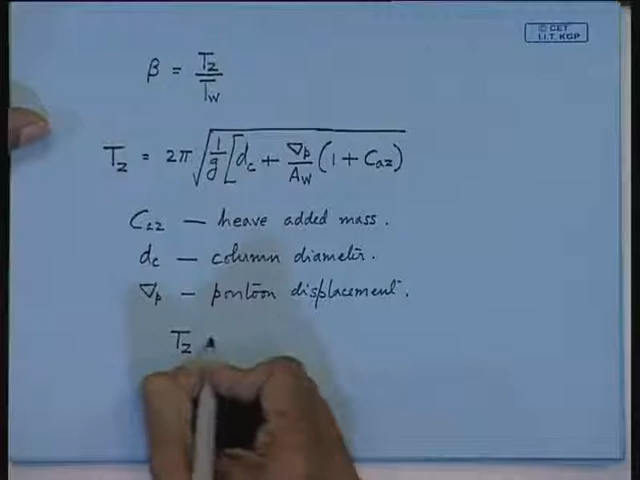 © CET
I.I.T. KGP
β = T_z / T_w
T_z = 2π √(1/g [d_c + ∇_p/A_w (1 + C_az)
C_az — heave added mass.
d_c — column diameter.
∇_p — pontoon displacement.
T_z